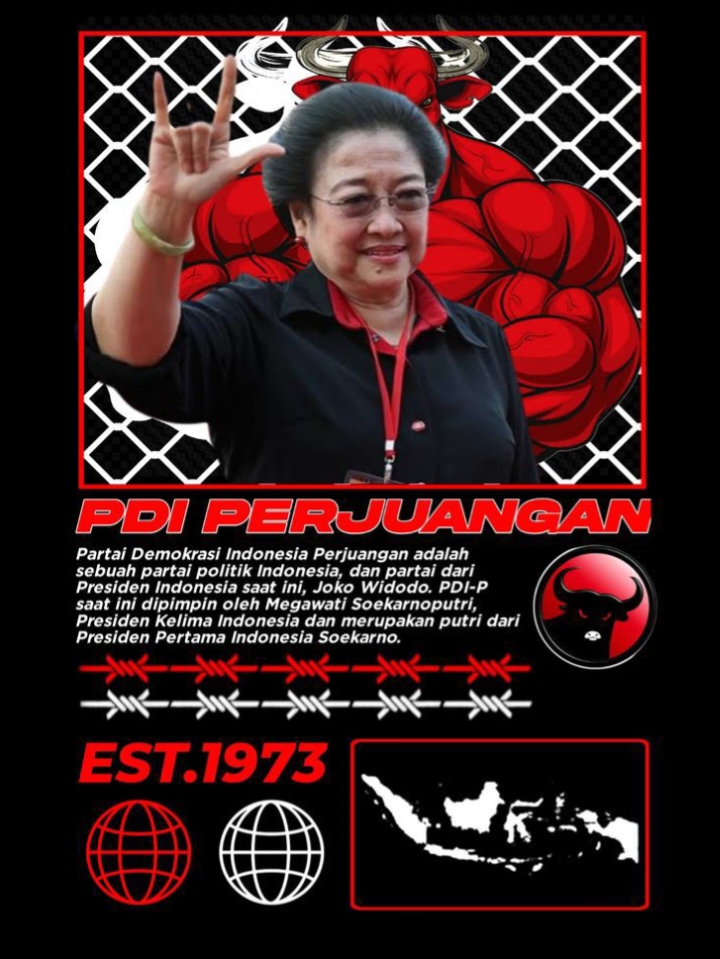 PDI PERJUANGAN
Partai Demokrasi Indonesia Perjuangan adalah
sebuah partai politik Indonesia, dan partai dari
Presiden Indonesia saat ini, Joko Widodo. PDI-P
saat ini dipimpin oleh Megawati Soekarnoputri,
Presiden Kelima Indonesia dan merupakan putri dari
Presiden Pertama Indonesia Soekarno.
EST.1973